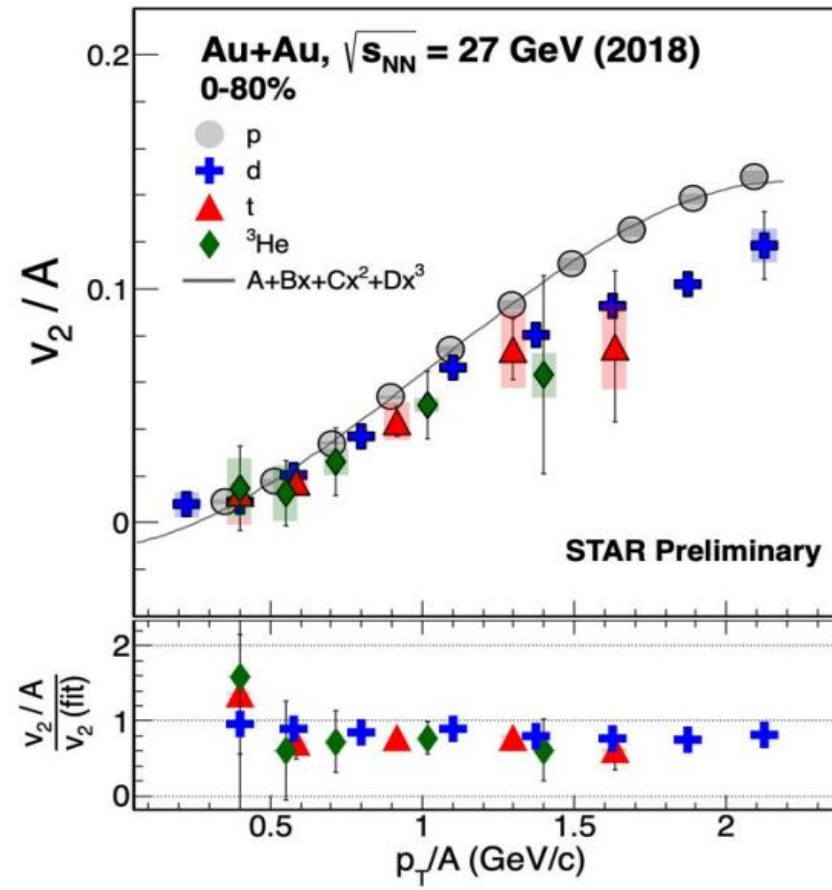 Au+Au, √s_NN = 27 GeV (2018)
0-80%
p
d
t
³He
A+Bx+Cx²+Dx³
0.2
0.1
0
v₂ / A
STAR Preliminary
2
1
0
v₂ / A
v₂ (fit)
0.5 1 1.5 2
p_T/A (GeV/c)